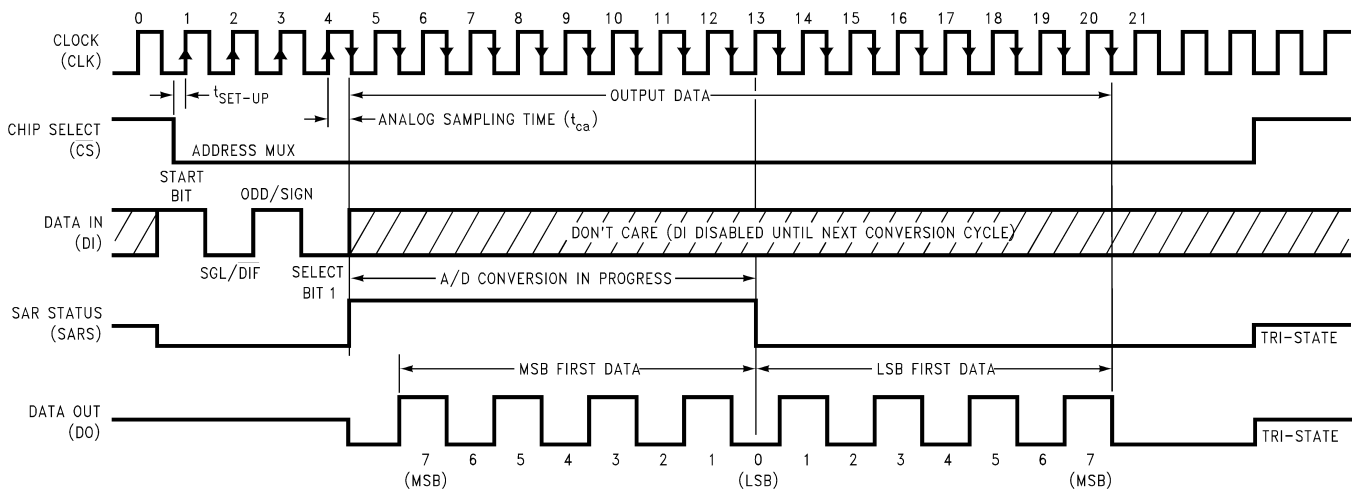 0 1 2 3 4 5 6 7 8 9 10 11 12 13 14 15 16 17 18 19 20 21
CLOCK
(CLK)
tSET-UP
OUTPUT DATA
ANALOG SAMPLING TIME (tca)
CHIP SELECT
(C̅S̅)
ADDRESS MUX
START
BIT
ODD/SIGN
DATA IN
(DI)
DON'T CARE (DI DISABLED UNTIL NEXT CONVERSION CYCLE)
SGL/D̅I̅F̅
SELECT
BIT 1
A/D CONVERSION IN PROGRESS
SAR STATUS
(SARS)
TRI-STATE
MSB FIRST DATA
LSB FIRST DATA
DATA OUT
(DO)
TRI-STATE
7 6 5 4 3 2 1 0 1 2 3 4 5 6 7
(MSB) (LSB) (MSB)